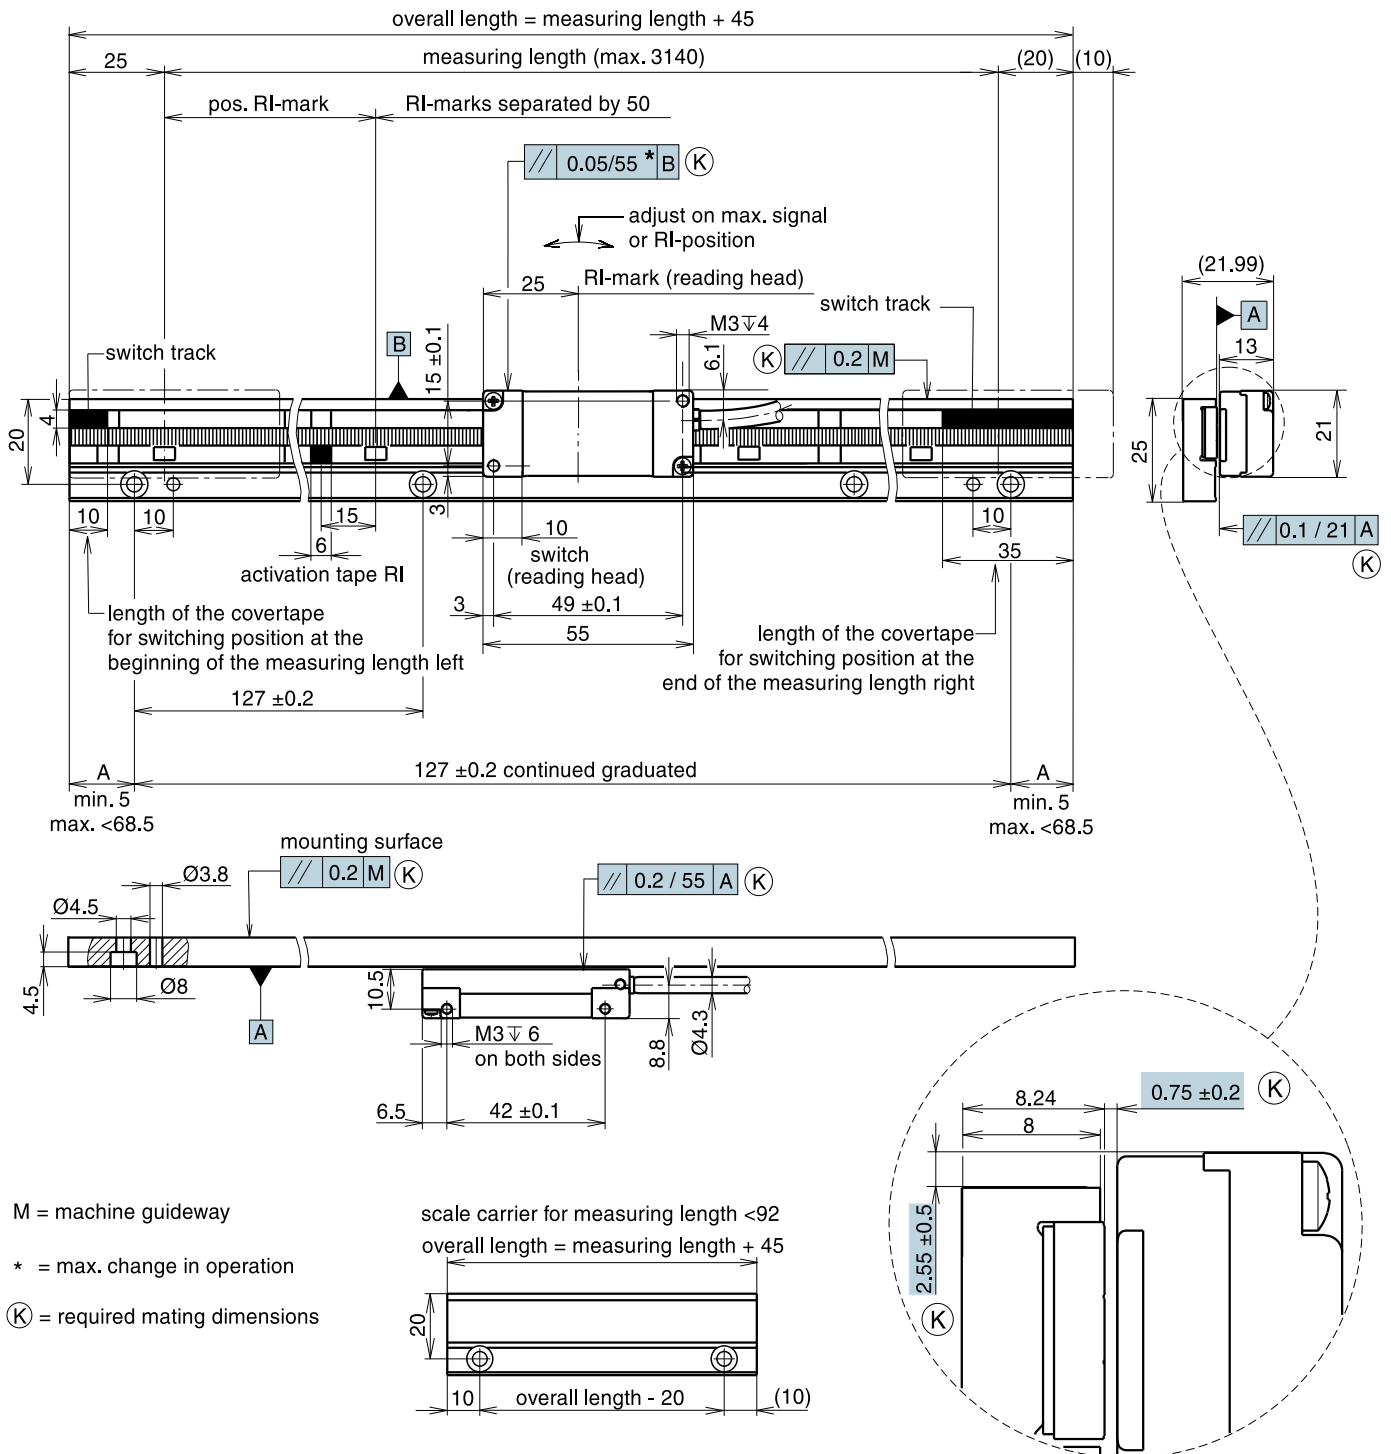 overall length = measuring length + 45
25
measuring length (max. 3140)
(20)
(10)
pos. RI-mark
RI-marks separated by 50
// 0.05/55 * B
K
adjust on max. signal
or RI-position
(21.99)
25
RI-mark (reading head)
switch track
A
M3↧4
13
switch track
B
15 ±0.1
6.1
K
// 0.2 M
20
4
25
21
3
10
10
15
10
10
// 0.1 / 21 A
K
6
switch
(reading head)
35
activation tape RI
3
49 ±0.1
55
length of the covertape
for switching position at the
beginning of the measuring length left
length of the covertape
for switching position at the
end of the measuring length right
127 ±0.2
A
127 ±0.2 continued graduated
A
min. 5
max. <68.5
min. 5
max. <68.5
mounting surface
// 0.2 M
K
// 0.2 / 55 A
K
Ø3.8
Ø4.5
4.5
Ø8
A
10.5
M3↧ 6
on both sides
8.8
Ø4.3
6.5
42 ±0.1
8.24
0.75 ±0.2
K
8
2.55 ±0.5
K
M = machine guideway
* = max. change in operation
K = required mating dimensions
scale carrier for measuring length <92
overall length = measuring length + 45
20
10
overall length - 20
(10)